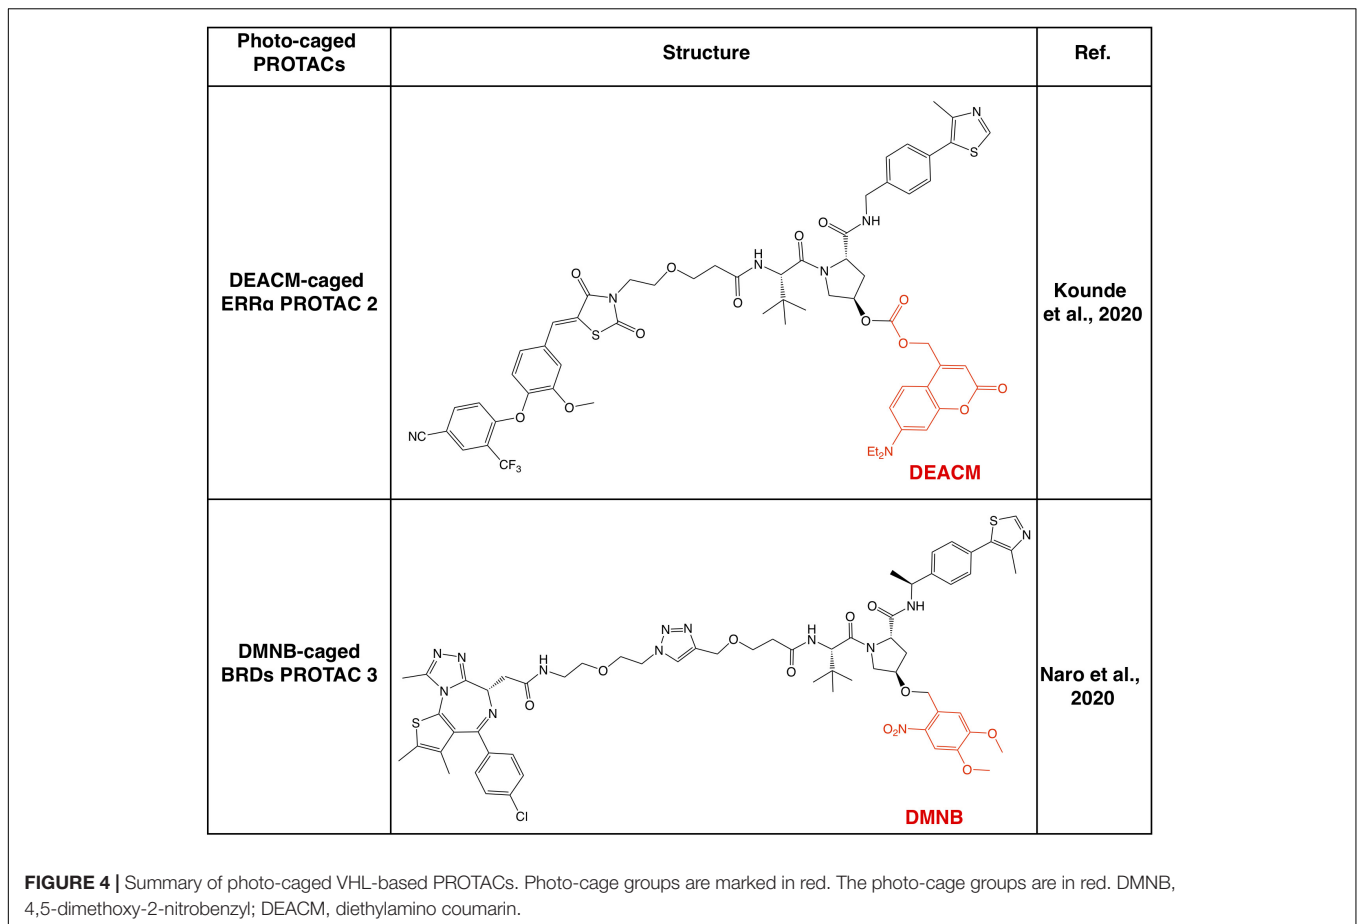 Photo-caged
PROTACs
Structure
Ref.
DEACM-caged
ERRα PROTAC 2
N
S
O
NH
O
H
N
O
N
O
O
O
N
O
S
O
O
O
O
O
O
O
NC
CF3
Et2N
DEACM
Kounde
et al., 2020
DMNB-caged
BRDs PROTAC 3
S
N
O
NH
N
N
N
O
H
N
O
N
O
O
H
N
O
O
N
N
N
N
S
Cl
O2N
O
O
DMNB
Naro et al.,
2020
FIGURE 4 | Summary of photo-caged VHL-based PROTACs. Photo-cage groups are marked in red. The photo-cage groups are in red. DMNB,
4,5-dimethoxy-2-nitrobenzyl; DEACM, diethylamino coumarin.